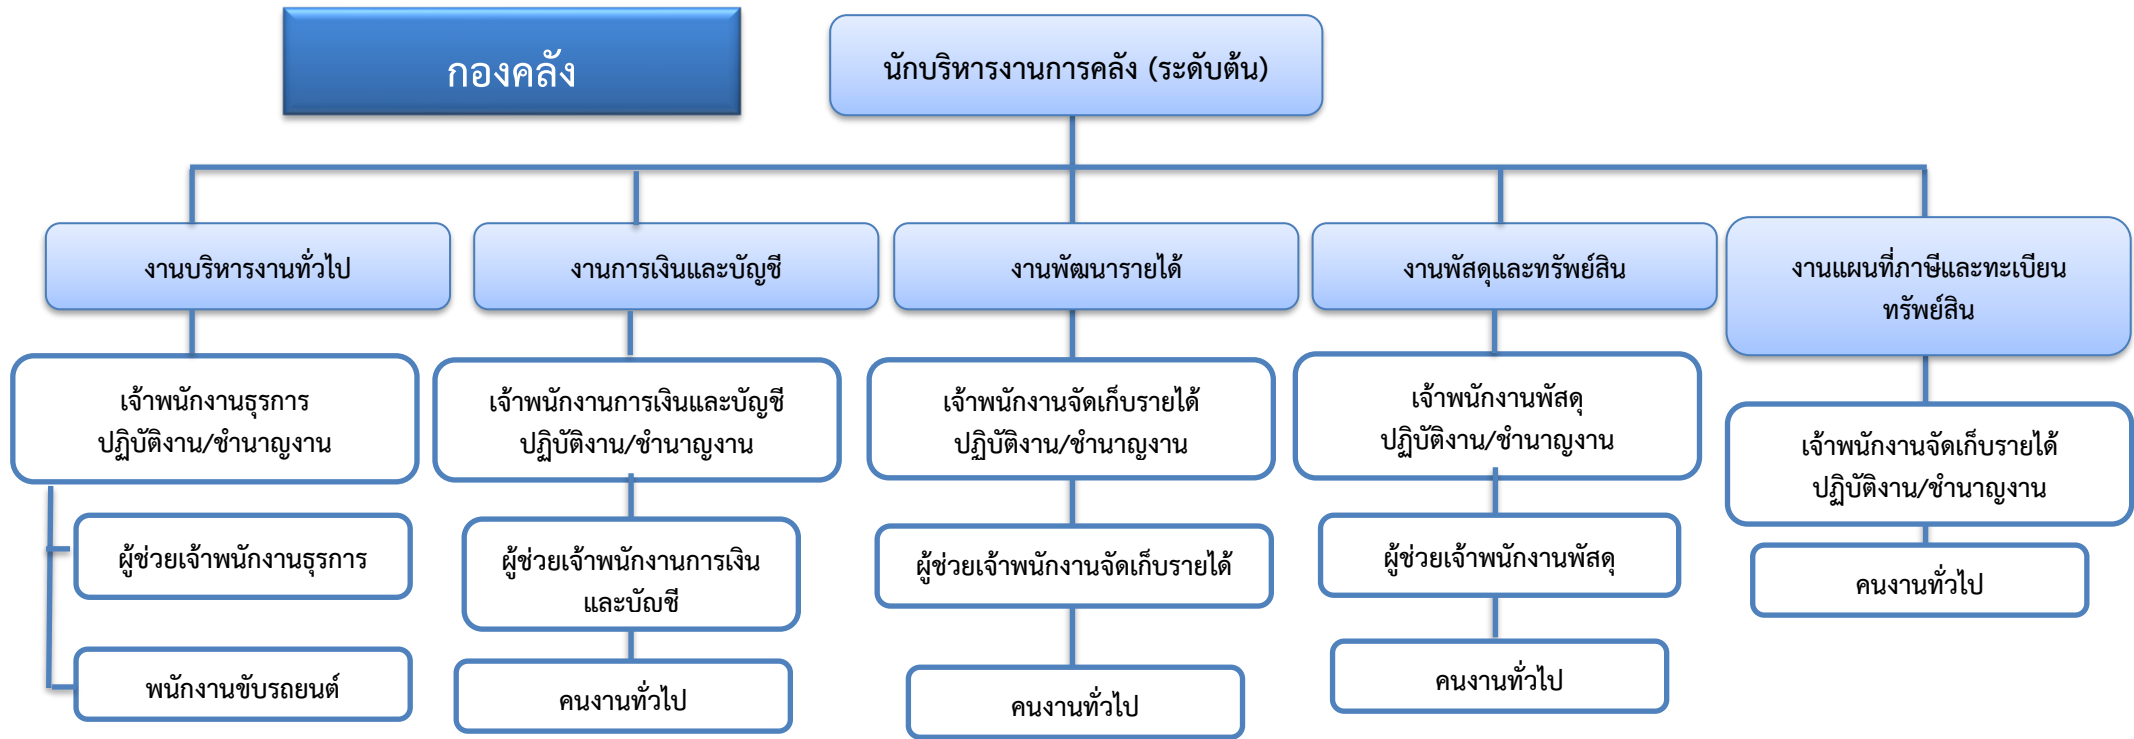 กองคลัง
นักบริหารงานการคลัง (ระดับต้น)
งานบริหารงานทั่วไป
งานการเงินและบัญชี
งานพัฒนารายได้
งานพัสดุและทรัพย์สิน
งานแผนที่ภาษีและทะเบียน
ทรัพย์สิน
เจ้าพนักงานธุรการ
ปฏิบัติงาน/ชำนาญงาน
เจ้าพนักงานการเงินและบัญชี
ปฏิบัติงาน/ชำนาญงาน
เจ้าพนักงานจัดเก็บรายได้
ปฏิบัติงาน/ชำนาญงาน
เจ้าพนักงานพัสดุ
ปฏิบัติงาน/ชำนาญงาน
เจ้าพนักงานจัดเก็บรายได้
ปฏิบัติงาน/ชำนาญงาน
ผู้ช่วยเจ้าพนักงานธุรการ
ผู้ช่วยเจ้าพนักงานการเงิน
และบัญชี
ผู้ช่วยเจ้าพนักงานจัดเก็บรายได้
ผู้ช่วยเจ้าพนักงานพัสดุ
คนงานทั่วไป
พนักงานขับรถยนต์
คนงานทั่วไป
คนงานทั่วไป
คนงานทั่วไป